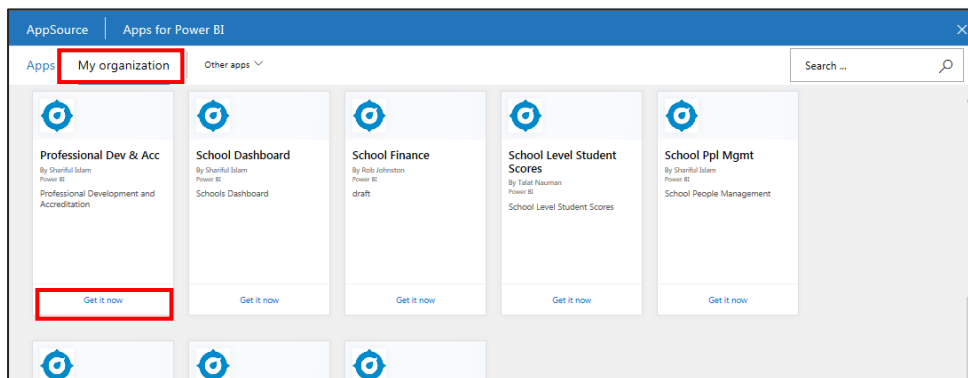 AppSource Apps for Power BI
Apps My organization Other apps
Search ...
Professional Dev & Acc
By Shariful Islam
Power BI
Professional Development and
Accreditation
Get it now
School Dashboard
By Shariful Islam
Power BI
Schools Dashboard
Get it now
School Finance
By Rob Johnston
Power BI
draft
Get it now
School Level Student
Scores
By Talat Nauman
Power BI
School Level Student Scores
Get it now
School Ppl Mgmt
By Shariful Islam
Power BI
School People Management
Get it now